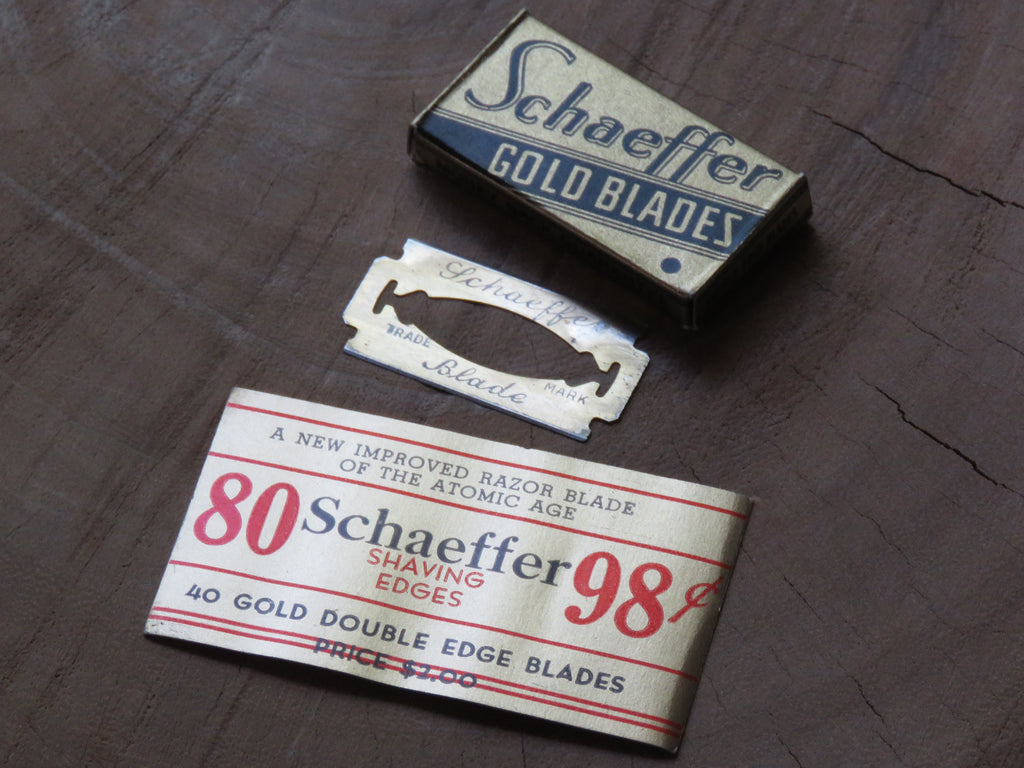 Schaeffer
GOLD BLADES
Schaeffer
TRADE
MARK
Blade
A NEW IMPROVED RAZOR BLADE
OF THE ATOMIC AGE
80 Schaeffer 98¢
SHAVING
EDGES
40 GOLD DOUBLE EDGE BLADES
PRICE $2.00